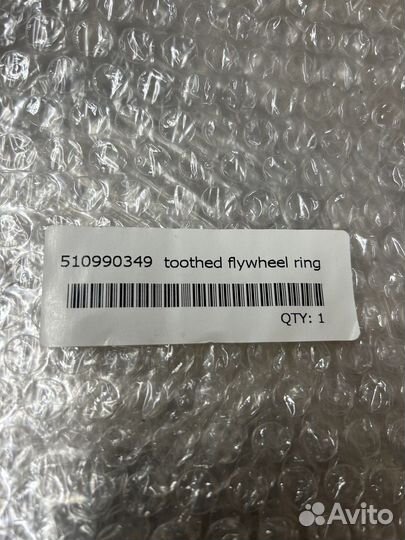 510990349 toothed flywheel ring
QTY: 1
Avito